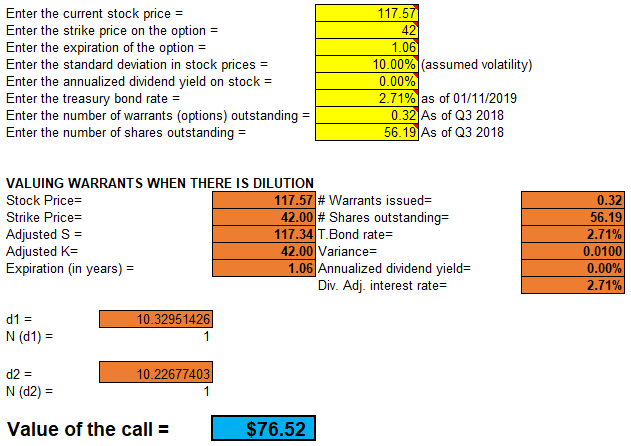 Enter the current stock price = 117.57
Enter the strike price on the option = 42
Enter the expiration of the option = 1.06
Enter the standard deviation in stock prices = 10.00% (assumed volatility)
Enter the annualized dividend yield on stock = 0.00%
Enter the treasury bond rate = 2.71% as of 01/11/2019
Enter the number of warrants (options) outstanding = 0.32 As of Q3 2018
Enter the number of shares outstanding = 56.19 As of Q3 2018
VALUING WARRANTS WHEN THERE IS DILUTION
Stock Price= 117.57 # Warrants issued= 0.32
Strike Price= 42.00 # Shares outstanding= 56.19
Adjusted S = 117.34 T.Bond rate= 2.71%
Adjusted K= 42.00 Variance= 0.0100
Expiration (in years) = 1.06 Annualized dividend yield= 0.00%
Div. Adj. interest rate= 2.71%
d1 = 10.32951426
N (d1) = 1
d2 = 10.22677403
N (d2) = 1
Value of the call = $76.52